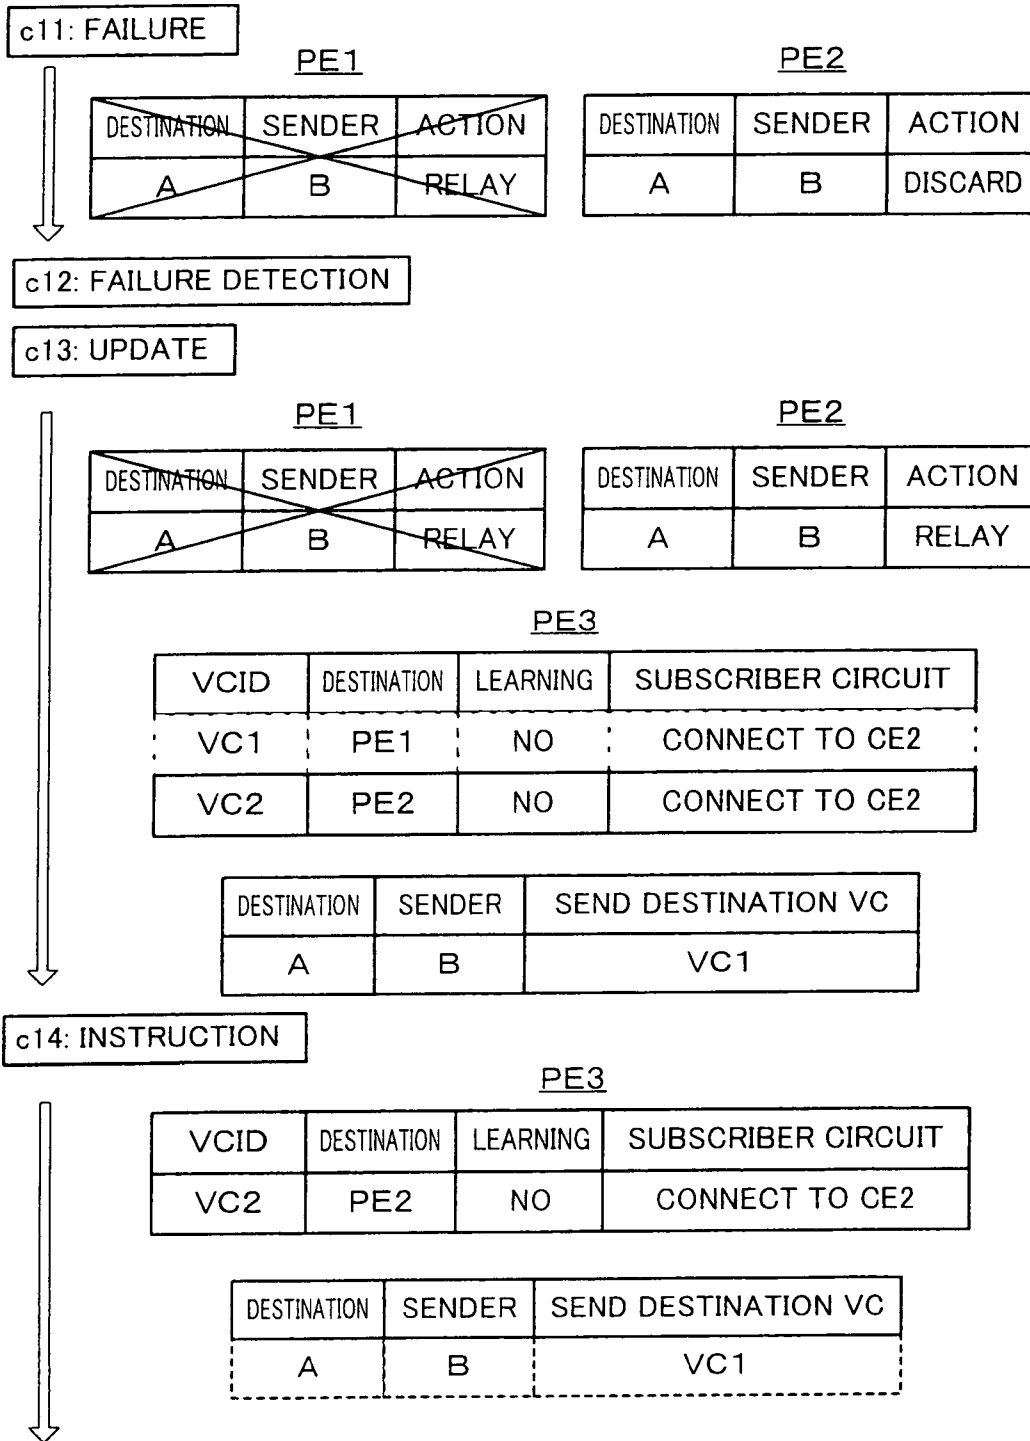 c11: FAILURE
PE1
PE2
DESTINATION SENDER ACTION
A B RELAY
DESTINATION SENDER ACTION
A B DISCARD
c12: FAILURE DETECTION
c13: UPDATE
PE1
PE2
DESTINATION SENDER ACTION
A B RELAY
DESTINATION SENDER ACTION
A B RELAY
PE3
VCID DESTINATION LEARNING SUBSCRIBER CIRCUIT
VC1 PE1 NO CONNECT TO CE2
VC2 PE2 NO CONNECT TO CE2
DESTINATION SENDER SEND DESTINATION VC
A B VC1
c14: INSTRUCTION
PE3
VCID DESTINATION LEARNING SUBSCRIBER CIRCUIT
VC2 PE2 NO CONNECT TO CE2
DESTINATION SENDER SEND DESTINATION VC
A B VC1